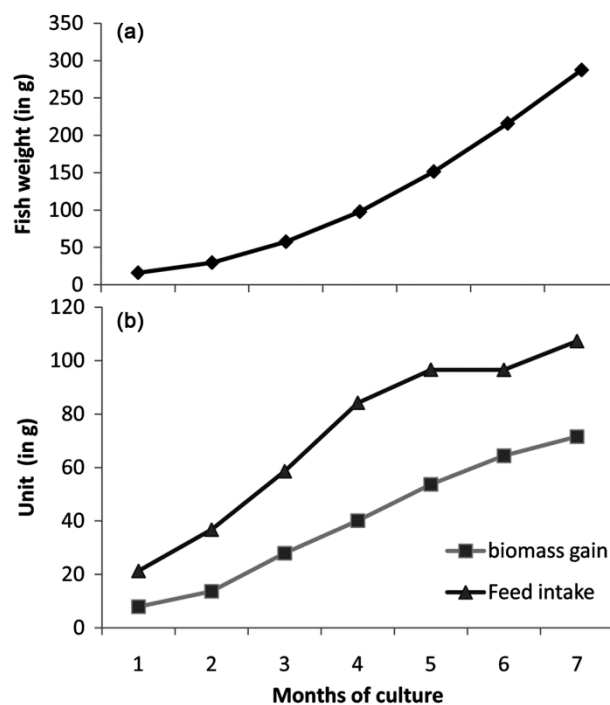 (a)
Fish weight (in g)
350
300
250
200
150
100
50
0
(b)
Unit (in g)
120
100
80
60
40
20
0
biomass gain
Feed intake
1 2 3 4 5 6 7
Months of culture